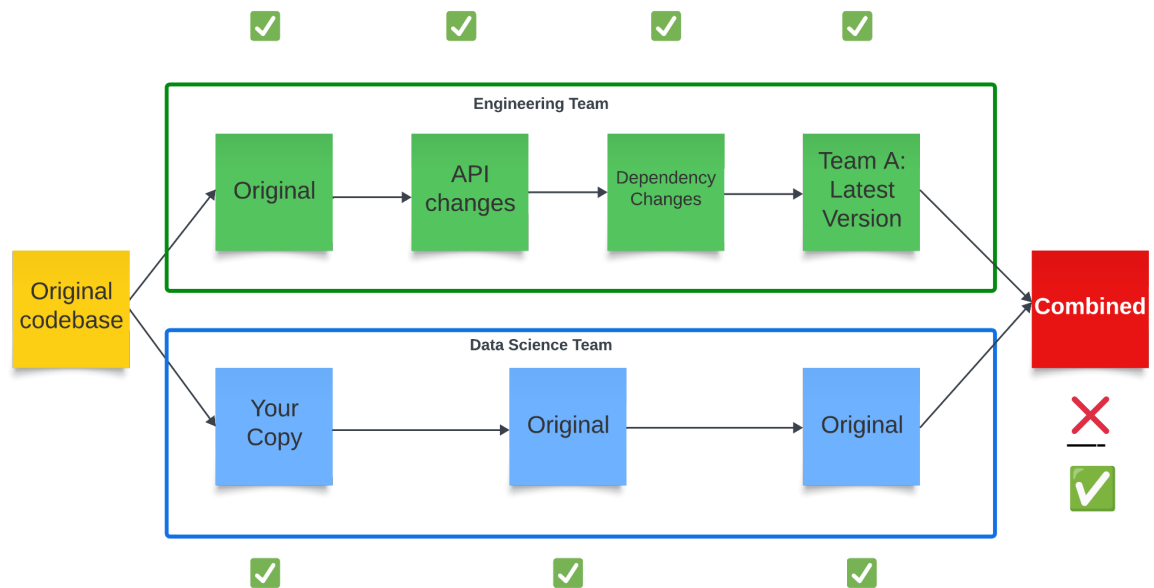 Engineering Team
Original
API
changes
Dependency
Changes
Team A:
Latest
Version
Original
codebase
Combined
Data Science Team
Your
Copy
Original
Original